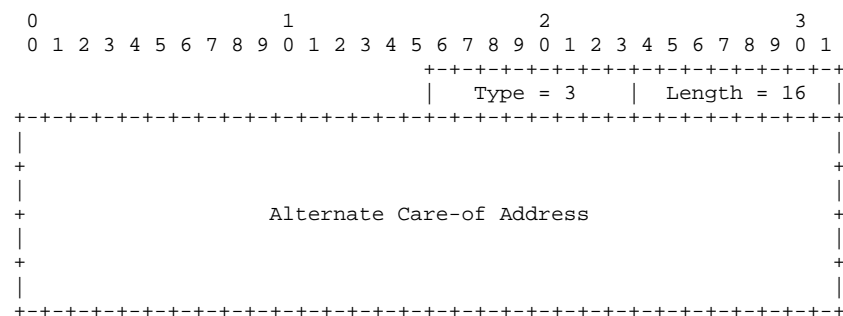 0                   1                   2                   3
 0 1 2 3 4 5 6 7 8 9 0 1 2 3 4 5 6 7 8 9 0 1 2 3 4 5 6 7 8 9 0 1
                                +-+-+-+-+-+-+-+-+-+-+-+-+-+-+-+-+
                                |   Type = 3    |  Length = 16  |
+-+-+-+-+-+-+-+-+-+-+-+-+-+-+-+-+-+-+-+-+-+-+-+-+-+-+-+-+-+-+-+-+
|                                                               |
+                                                               +
|                                                               |
+                   Alternate Care-of Address                   +
|                                                               |
+                                                               +
|                                                               |
+-+-+-+-+-+-+-+-+-+-+-+-+-+-+-+-+-+-+-+-+-+-+-+-+-+-+-+-+-+-+-+-+